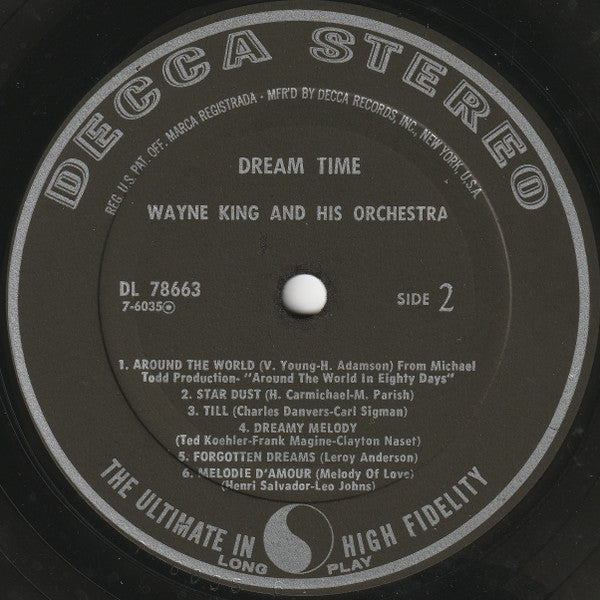 DECCA STEREO
REG. U.S. PAT. OFF. MARCA REGISTRADA • MFR'D BY DECCA RECORDS, INC., NEW YORK, U.S.A
DREAM TIME
WAYNE KING AND HIS ORCHESTRA
DL 78663
7-6035
SIDE 2
1. AROUND THE WORLD (V. Young-H. Adamson) From Michael
Todd Production- "Around The World In Eighty Days"
2. STAR DUST (H. Carmichael-M. Parish)
3. TILL (Charles Danvers-Carl Sigman)
4. DREAMY MELODY
(Ted Koehler-Frank Magine-Clayton Naset)
5. FORGOTTEN DREAMS (Leroy Anderson)
6. MELODIE D'AMOUR (Melody Of Love)
(Henri Salvador-Leo Johns)
THE ULTIMATE IN HIGH FIDELITY
LONG PLAY